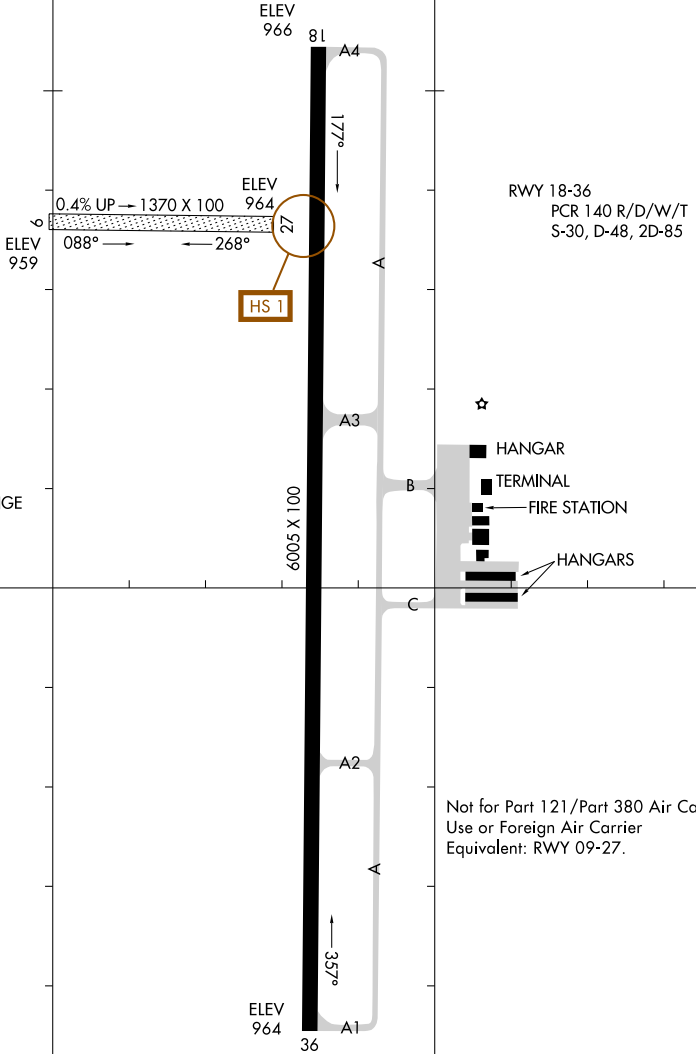 ELEV
966
18
A4
177°
RWY 18-36
PCR 140 R/D/W/T
S-30, D-48, 2D-85
0.4% UP → 1370 X 100
ELEV
964
27
9
ELEV
959
088°
268°
A
HS 1
A3
HANGAR
TERMINAL
B
IGE
FIRE STATION
6005 X 100
HANGARS
C
A2
Not for Part 121/Part 380 Air Ca
Use or Foreign Air Carrier
Equivalent: RWY 09-27.
A
357°
ELEV
964
A1
36